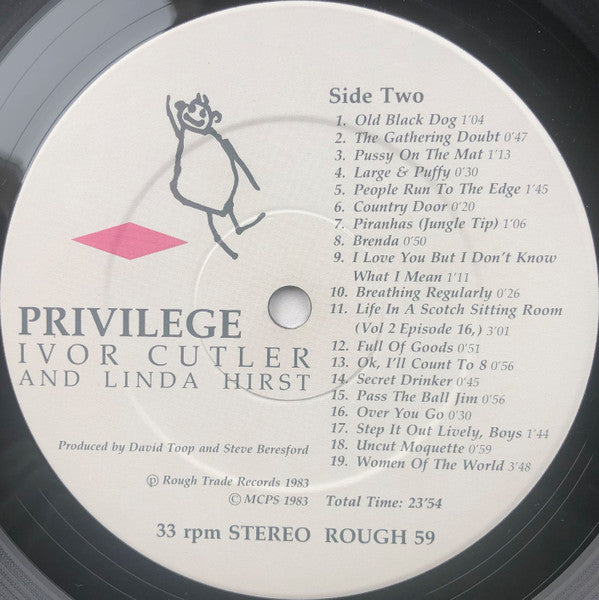 Side Two
1. Old Black Dog 1'04
2. The Gathering Doubt 0'47
3. Pussy On The Mat 1'13
4. Large & Puffy 0'30
5. People Run To The Edge 1'45
6. Country Door 0'20
7. Piranhas (Jungle Tip) 1'06
8. Brenda 0'50
9. I Love You But I Don't Know
What I Mean 1'11
10. Breathing Regularly 0'26
11. Life In A Scotch Sitting Room
(Vol 2 Episode 16,) 3'01
12. Full Of Goods 0'51
13. Ok, I'll Count To 8 0'56
14. Secret Drinker 0'45
15. Pass The Ball Jim 0'56
16. Over You Go 0'30
17. Step It Out Lively, Boys 1'44
18. Uncut Moquette 0'59
19. Women Of The World 3'48
PRIVILEGE
IVOR CUTLER
AND LINDA HIRST
Produced by David Toop and Steve Beresford
Ⓟ Rough Trade Records 1983
© MCPS 1983 Total Time: 23'54
33 rpm STEREO ROUGH 59